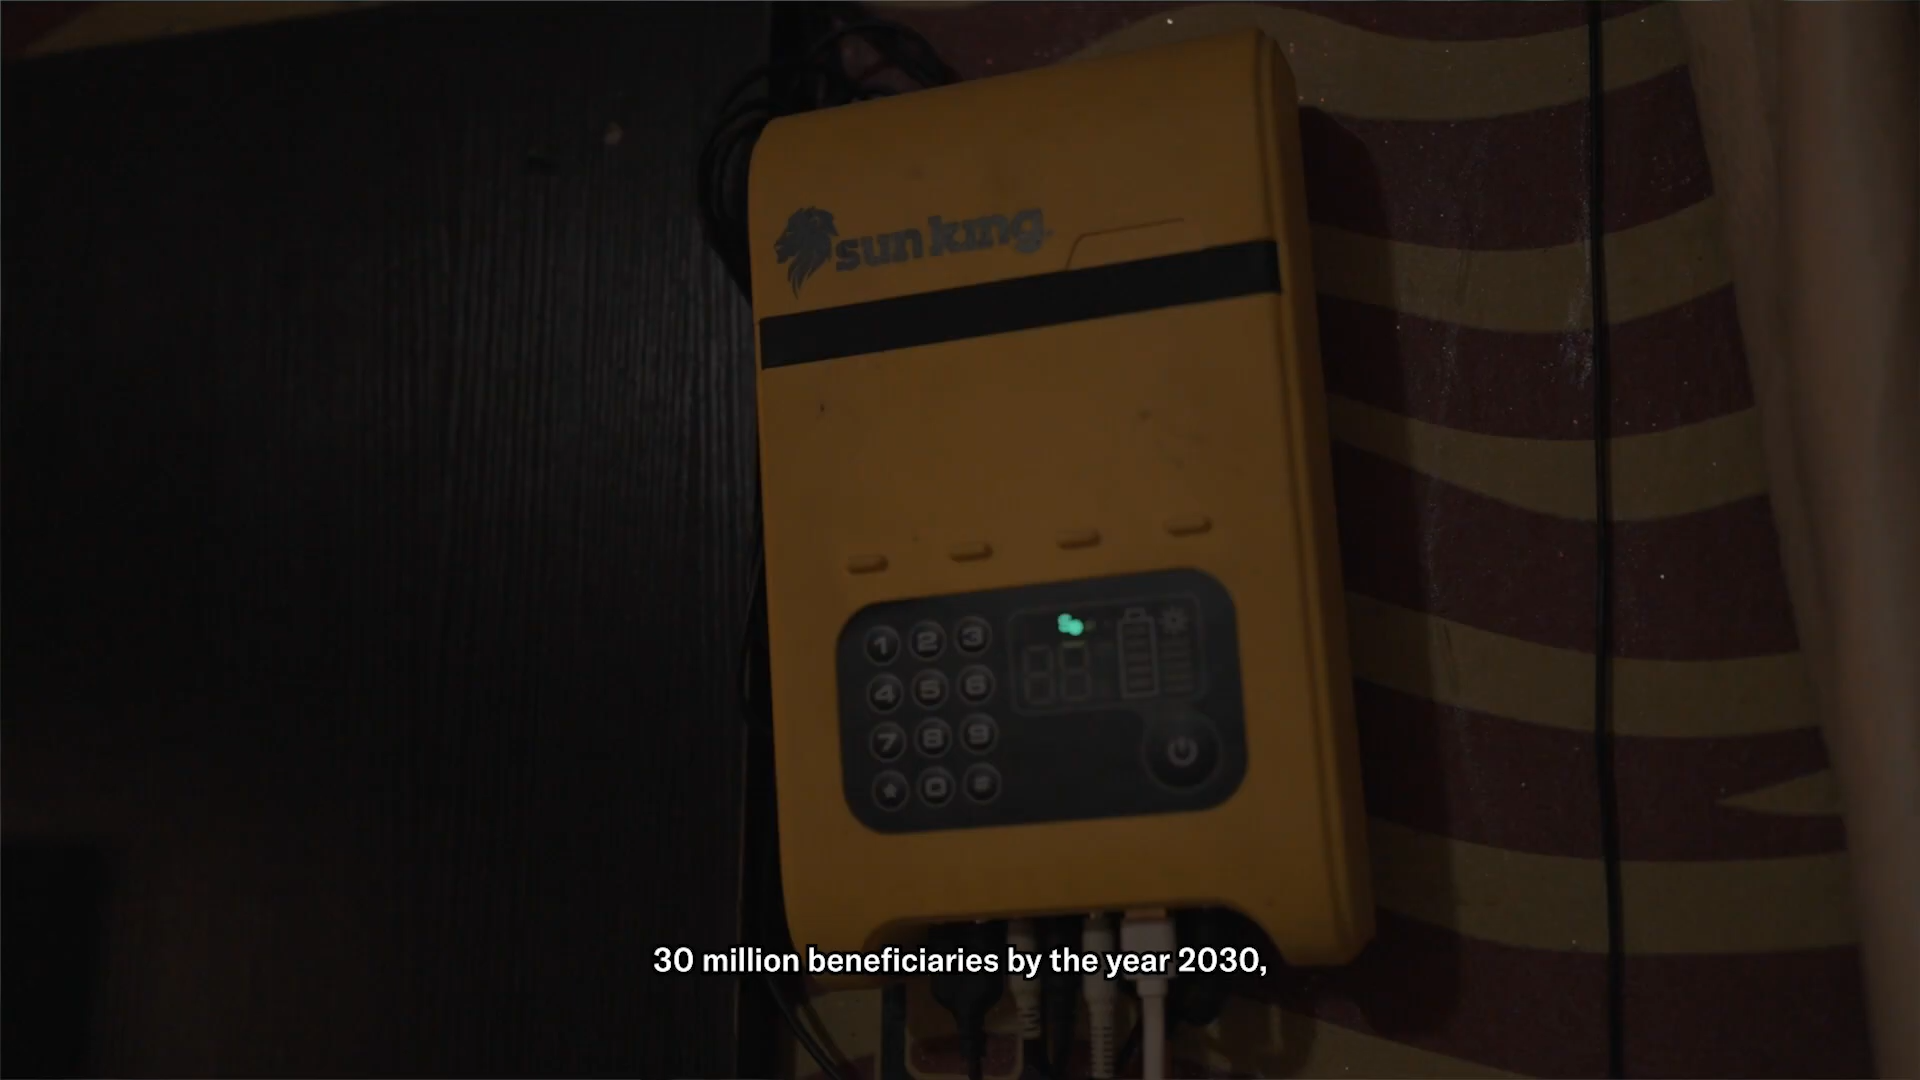 sun king
1 2 3
4 5 6
7 8 9
* 0 #
88
30 million beneficiaries by the year 2030,